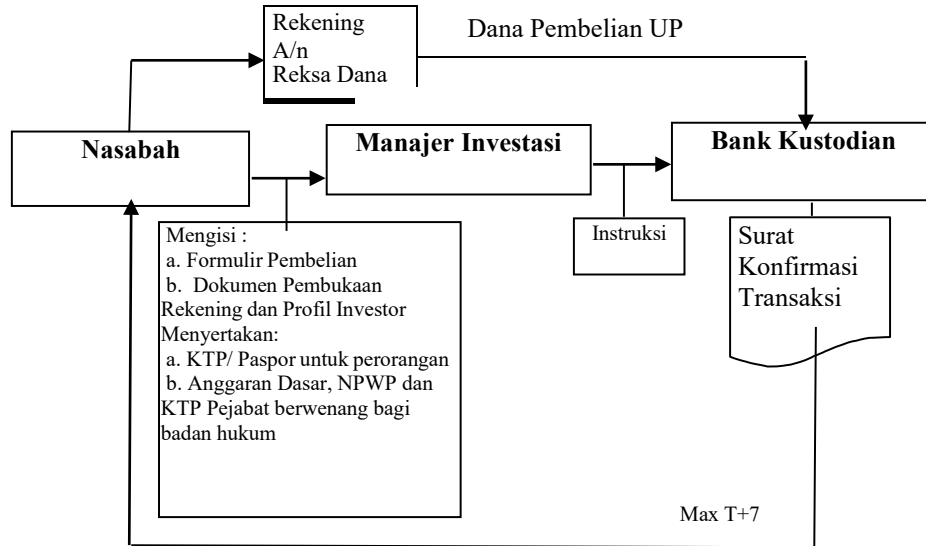 Rekening
A/n
Reksa Dana
Dana Pembelian UP
Nasabah
Manajer Investasi
Bank Kustodian
Mengisi :
a. Formulir Pembelian
b. Dokumen Pembukaan
Rekening dan Profil Investor
Menyertakan:
a. KTP/ Paspor untuk perorangan
b. Anggaran Dasar, NPWP dan
KTP Pejabat berwenang bagi
badan hukum
Instruksi
Surat
Konfirmasi
Transaksi
Max T+7